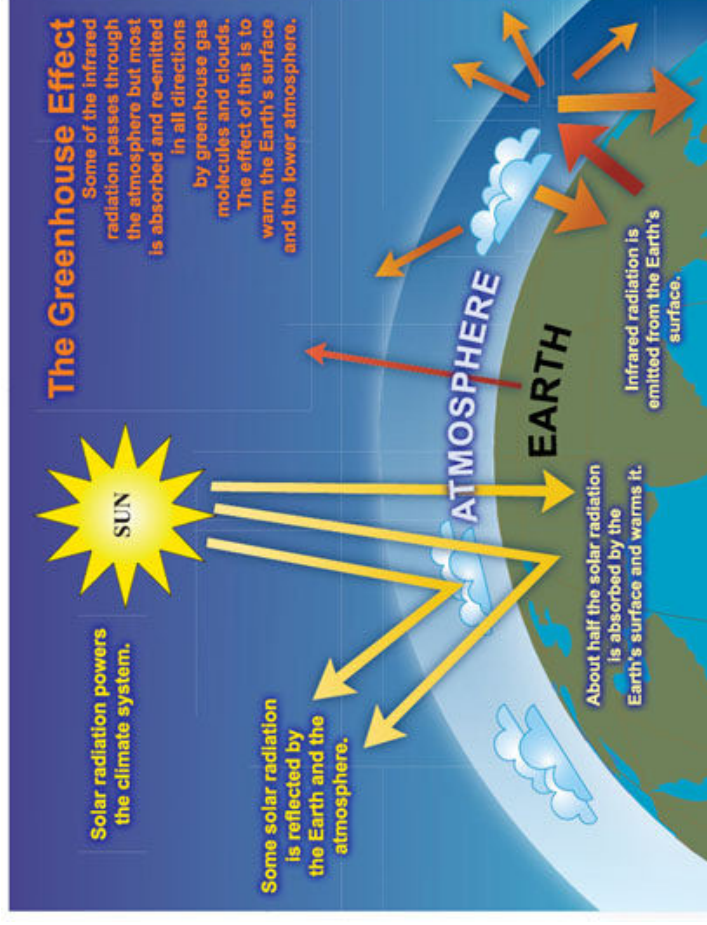 SUN
Solar radiation powers
the climate system.
The Greenhouse Effect
Some of the infrared
radiation passes through
the atmosphere but most
is absorbed and re-emitted
in all directions
by greenhouse gas
molecules and clouds.
The effect of this is to
warm the Earth's surface
and the lower atmosphere.
Some solar radiation
is reflected by
the Earth and the
atmosphere.
ATMOSPHERE
EARTH
About half the solar radiation
is absorbed by the
Earth's surface and warms it.
Infrared radiation is
emitted from the Earth's
surface.